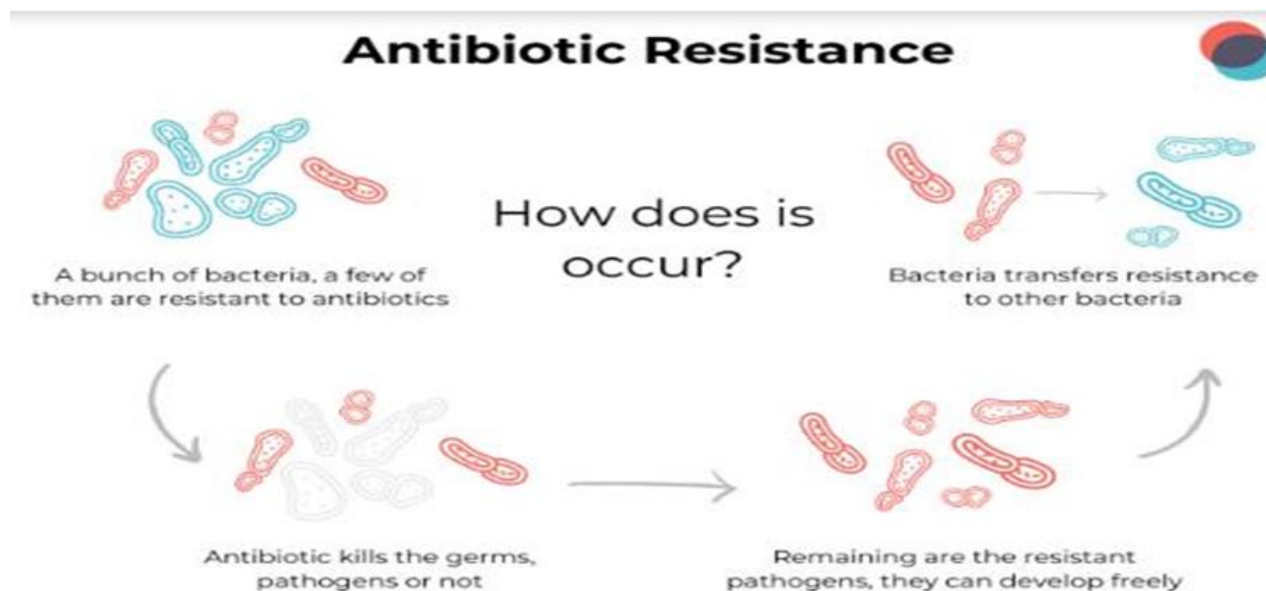 Antibiotic Resistance
A bunch of bacteria, a few of
them are resistant to antibiotics
How does is
occur?
Bacteria transfers resistance
to other bacteria
Antibiotic kills the germs,
pathogens or not
Remaining are the resistant
pathogens, they can develop freely